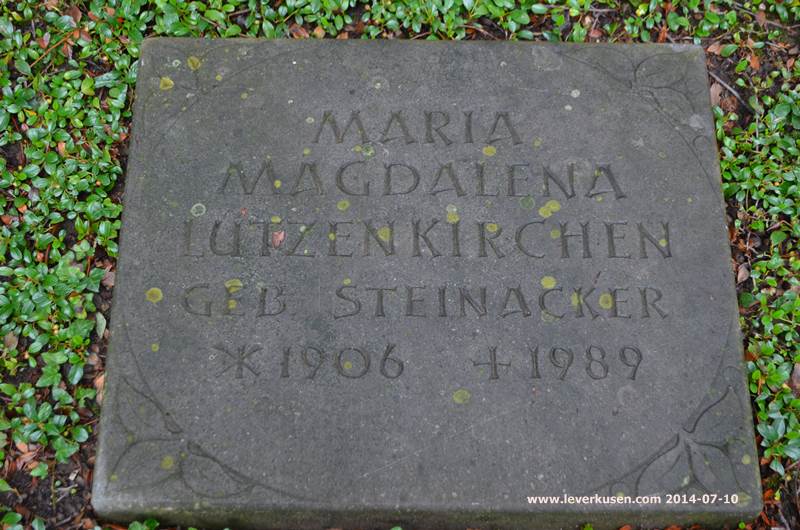 MARIA
MAGDALENA
LUTZENKIRCHEN
GEB STEINACKER
* 1906 + 1989
www.leverkusen.com 2014-07-10